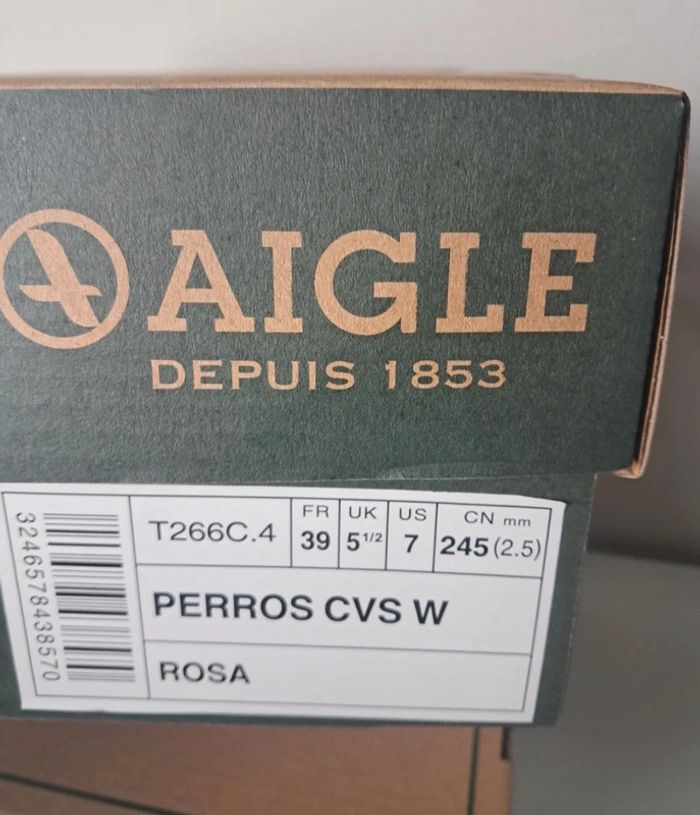 AIGLE
DEPUIS 1853
3246578438570
T266C.4
FR
39
UK
5 1/2
US
7
CN mm
245 (2.5)
PERROS CVS W
ROSA